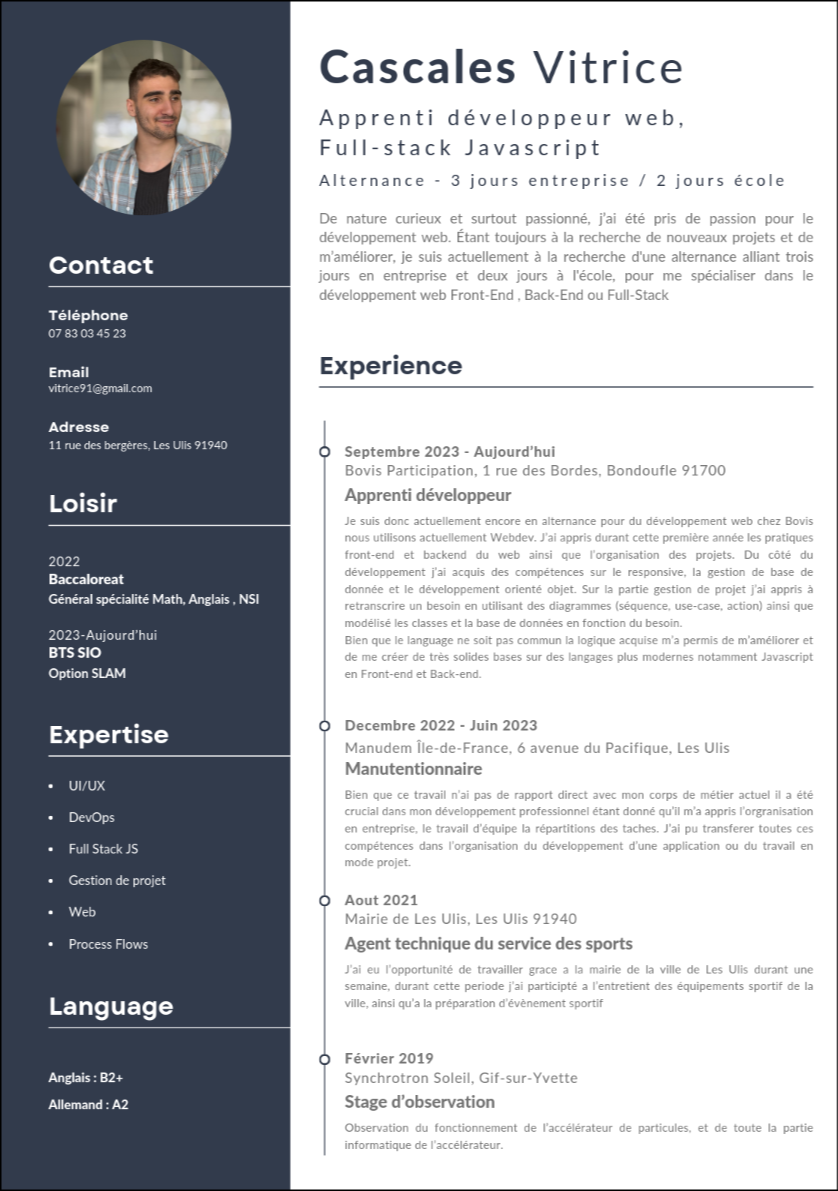 Contact
Téléphone
07 83 03 45 23
Email
vitrice91@gmail.com
Adresse
11 rue des bergères, Les Ulis 91940
Loisir
2022
Baccaloreat
Général spécialité Math, Anglais , NSI
2023-Aujourd'hui
BTS SIO
Option SLAM
Expertise
• UI/UX
• DevOps
• Full Stack JS
• Gestion de projet
• Web
• Process Flows
Language
Anglais : B2+
Allemand : A2
Cascales Vitrice
Apprenti développeur web,
Full-stack Javascript
Alternance - 3 jours entreprise / 2 jours école
De nature curieux et surtout passionné, j'ai été pris de passion pour le
développement web. Étant toujours à la recherche de nouveaux projets et de
m'améliorer, je suis actuellement à la recherche d'une alternance alliant trois
jours en entreprise et deux jours à l'école, pour me spécialiser dans le
développement web Front-End , Back-End ou Full-Stack
Experience
Septembre 2023 - Aujourd'hui
Bovis Participation, 1 rue des Bordes, Bondoufle 91700
Apprenti développeur
Je suis donc actuellement encore en alternance pour du développement web chez Bovis
nous utilisons actuellement Webdev. J'ai appris durant cette première année les pratiques
front-end et backend du web ainsi que l'organisation des projets. Du côté du
développement j'ai acquis des compétences sur le responsive, la gestion de base de
donnée et le développement orienté objet. Sur la partie gestion de projet j'ai appris à
retranscrire un besoin en utilisant des diagrammes (séquence, use-case, action) ainsi que
modélisé les classes et la base de données en fonction du besoin.
Bien que le language ne soit pas commun la logique acquise m'a permis de m'améliorer et
de me créer de très solides bases sur des langages plus modernes notamment Javascript
en Front-end et Back-end.
Decembre 2022 - Juin 2023
Manudem Île-de-France, 6 avenue du Pacifique, Les Ulis
Manutentionnaire
Bien que ce travail n'ai pas de rapport direct avec mon corps de métier actuel il a été
crucial dans mon développement professionnel étant donné qu'il m'a appris l'orgranisation
en entreprise, le travail d'équipe la répartitions des taches. J'ai pu transferer toutes ces
compétences dans l'organisation du développement d'une application ou du travail en
mode projet.
Aout 2021
Mairie de Les Ulis, Les Ulis 91940
Agent technique du service des sports
J'ai eu l'opportunité de travailler grace a la mairie de la ville de Les Ulis durant une
semaine, durant cette periode j'ai participté a l'entretient des équipements sportif de la
ville, ainsi qu'a la préparation d'évènement sportif
Février 2019
Synchrotron Soleil, Gif-sur-Yvette
Stage d'observation
Observation du fonctionnement de l'accélérateur de particules, et de toute la partie
informatique de l'accélérateur.